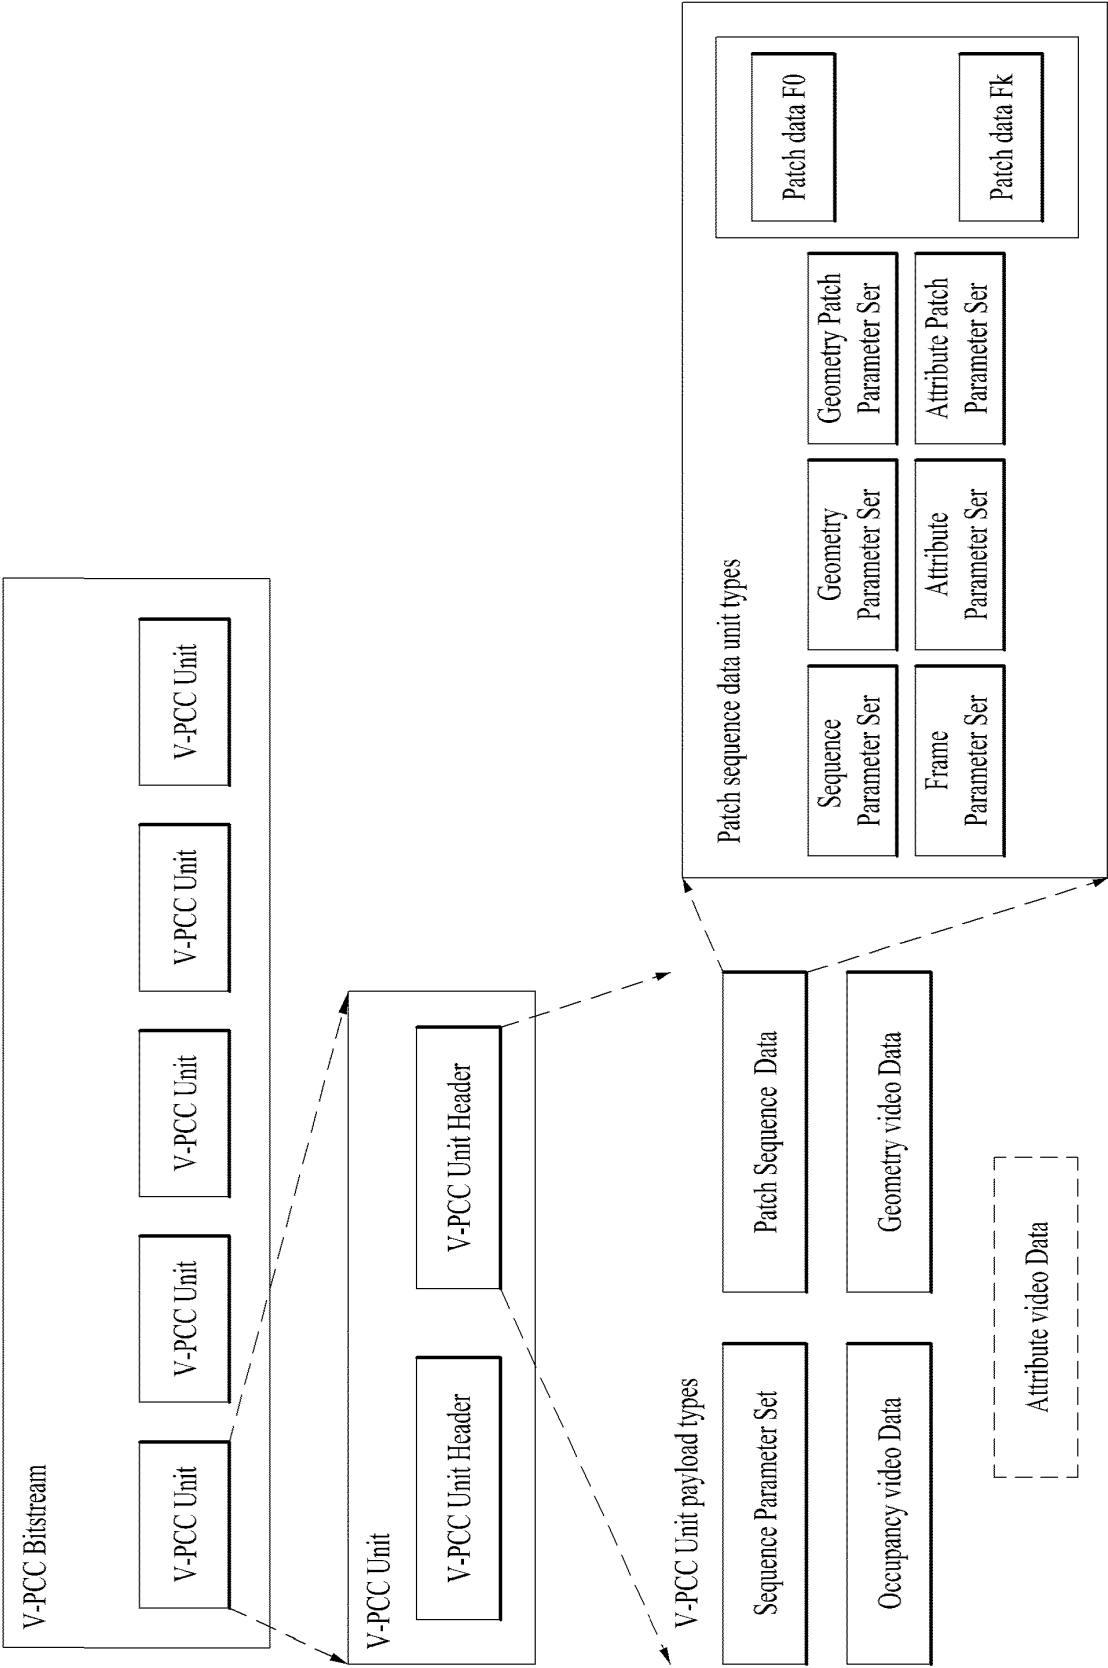 V-PCC Bitstream
V-PCC Unit
V-PCC Unit
V-PCC Unit
V-PCC Unit
V-PCC Unit
V-PCC Unit
V-PCC Unit Header
V-PCC Unit Header
V-PCC Unit payload types
Sequence Parameter Set
Patch Sequence Data
Occupancy video Data
Geometry video Data
Attribute video Data
Patch sequence data unit types
Sequence
Parameter Ser
Geometry
Parameter Ser
Geometry Patch
Parameter Ser
Frame
Parameter Ser
Attribute
Parameter Ser
Attribute Patch
Parameter Ser
Patch data F0
Patch data Fk